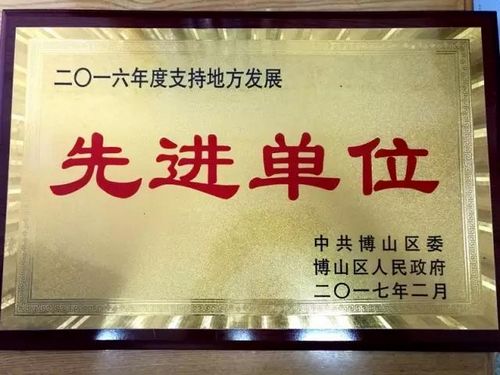 二〇一六年度支持地方发展
先进单位
中共博山区委
博山区人民政府
二〇一七年二月